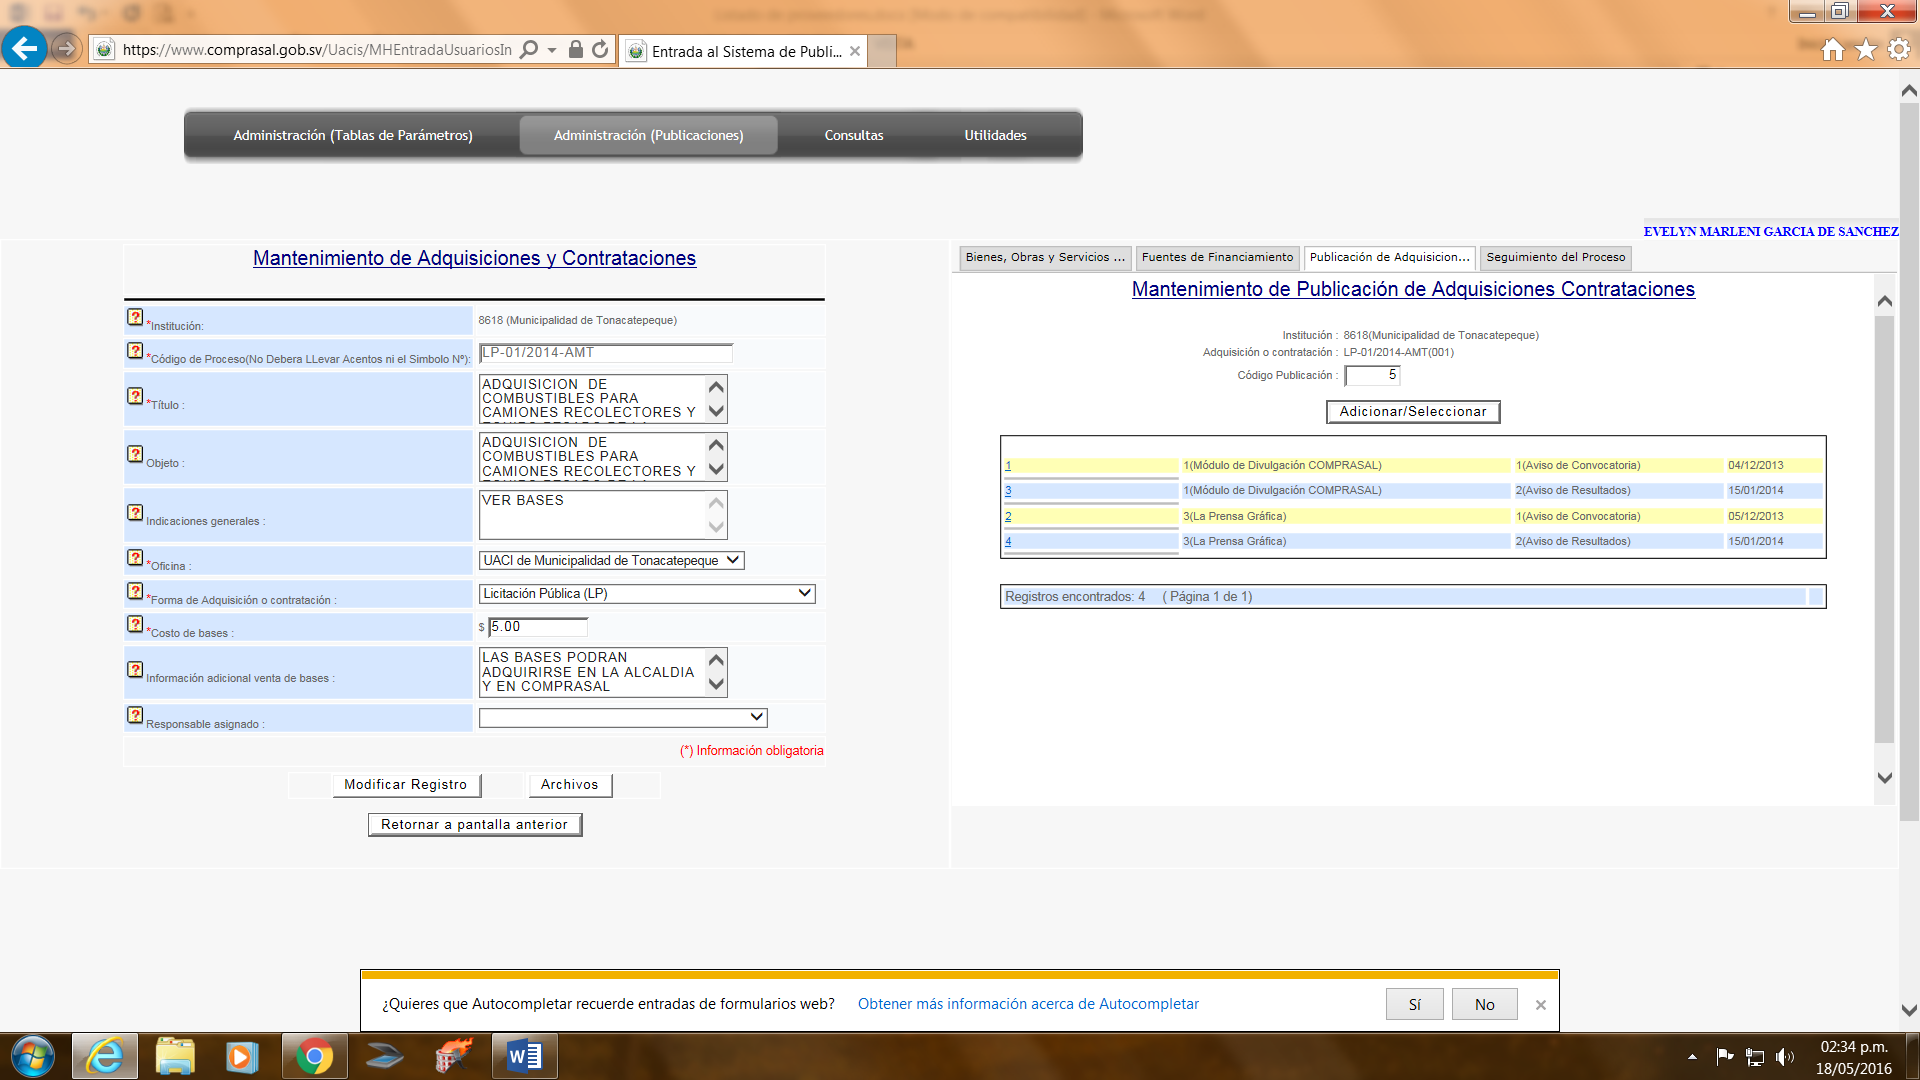 https://www.comprasal.gob.sv/Uacis/MHEntradaUsuariosIn
Entrada al Sistema de Publi...
Administración (Tablas de Parámetros)
Administración (Publicaciones)
Consultas
Utilidades
EVELYN MARLENI GARCIA DE SANCHEZ
Mantenimiento de Adquisiciones y Contrataciones
*Institución: 8618 (Municipalidad de Tonacatepeque)
*Código de Proceso(No Debera LLevar Acentos ni el Simbolo Nº): LP-01/2014-AMT
*Título : ADQUISICION DE
COMBUSTIBLES PARA
CAMIONES RECOLECTORES Y
Objeto : ADQUISICION DE
COMBUSTIBLES PARA
CAMIONES RECOLECTORES Y
Indicaciones generales : VER BASES
*Oficina : UACI de Municipalidad de Tonacatepeque
*Forma de Adquisición o contratación : Licitación Pública (LP)
*Costo de bases : $ 5.00
Información adicional venta de bases : LAS BASES PODRAN
ADQUIRIRSE EN LA ALCALDIA
Y EN COMPRASAL
Responsable asignado :
(*) Información obligatoria
Modificar Registro
Archivos
Retornar a pantalla anterior
Bienes, Obras y Servicios ...
Fuentes de Financiamiento
Publicación de Adquisicion...
Seguimiento del Proceso
Mantenimiento de Publicación de Adquisiciones Contrataciones
Institución : 8618(Municipalidad de Tonacatepeque)
Adquisición o contratación : LP-01/2014-AMT(001)
Código Publicación : 5
Adicionar/Seleccionar
1 1(Módulo de Divulgación COMPRASAL) 1(Aviso de Convocatoria) 04/12/2013
3 1(Módulo de Divulgación COMPRASAL) 2(Aviso de Resultados) 15/01/2014
2 3(La Prensa Gráfica) 1(Aviso de Convocatoria) 05/12/2013
4 3(La Prensa Gráfica) 2(Aviso de Resultados) 15/01/2014
Registros encontrados: 4 ( Página 1 de 1)
¿Quieres que Autocompletar recuerde entradas de formularios web?
Obtener más información acerca de Autocompletar
Sí
No
02:34 p.m.
18/05/2016